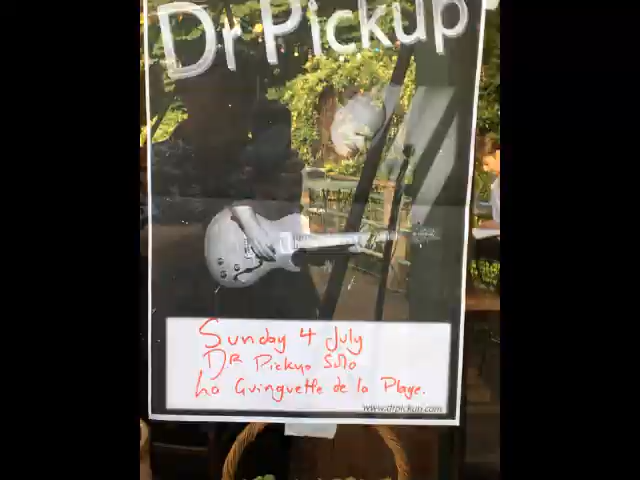 Dr Pickup
Sunday 4 July
DR Pickup Solo
La Guinguette de la Plage.
www.drpickup.com